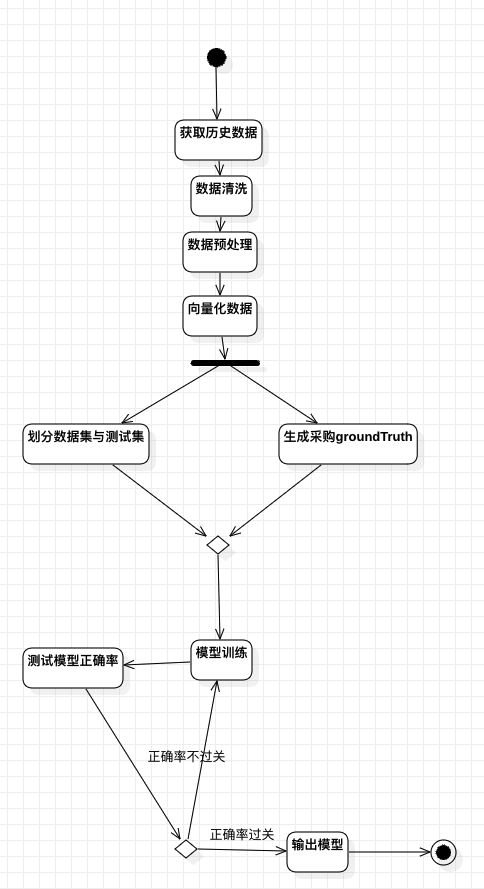 获取历史数据
数据清洗
数据预处理
向量化数据
划分数据集与测试集
生成采购groundTruth
模型训练
测试模型正确率
正确率不过关
正确率过关
输出模型